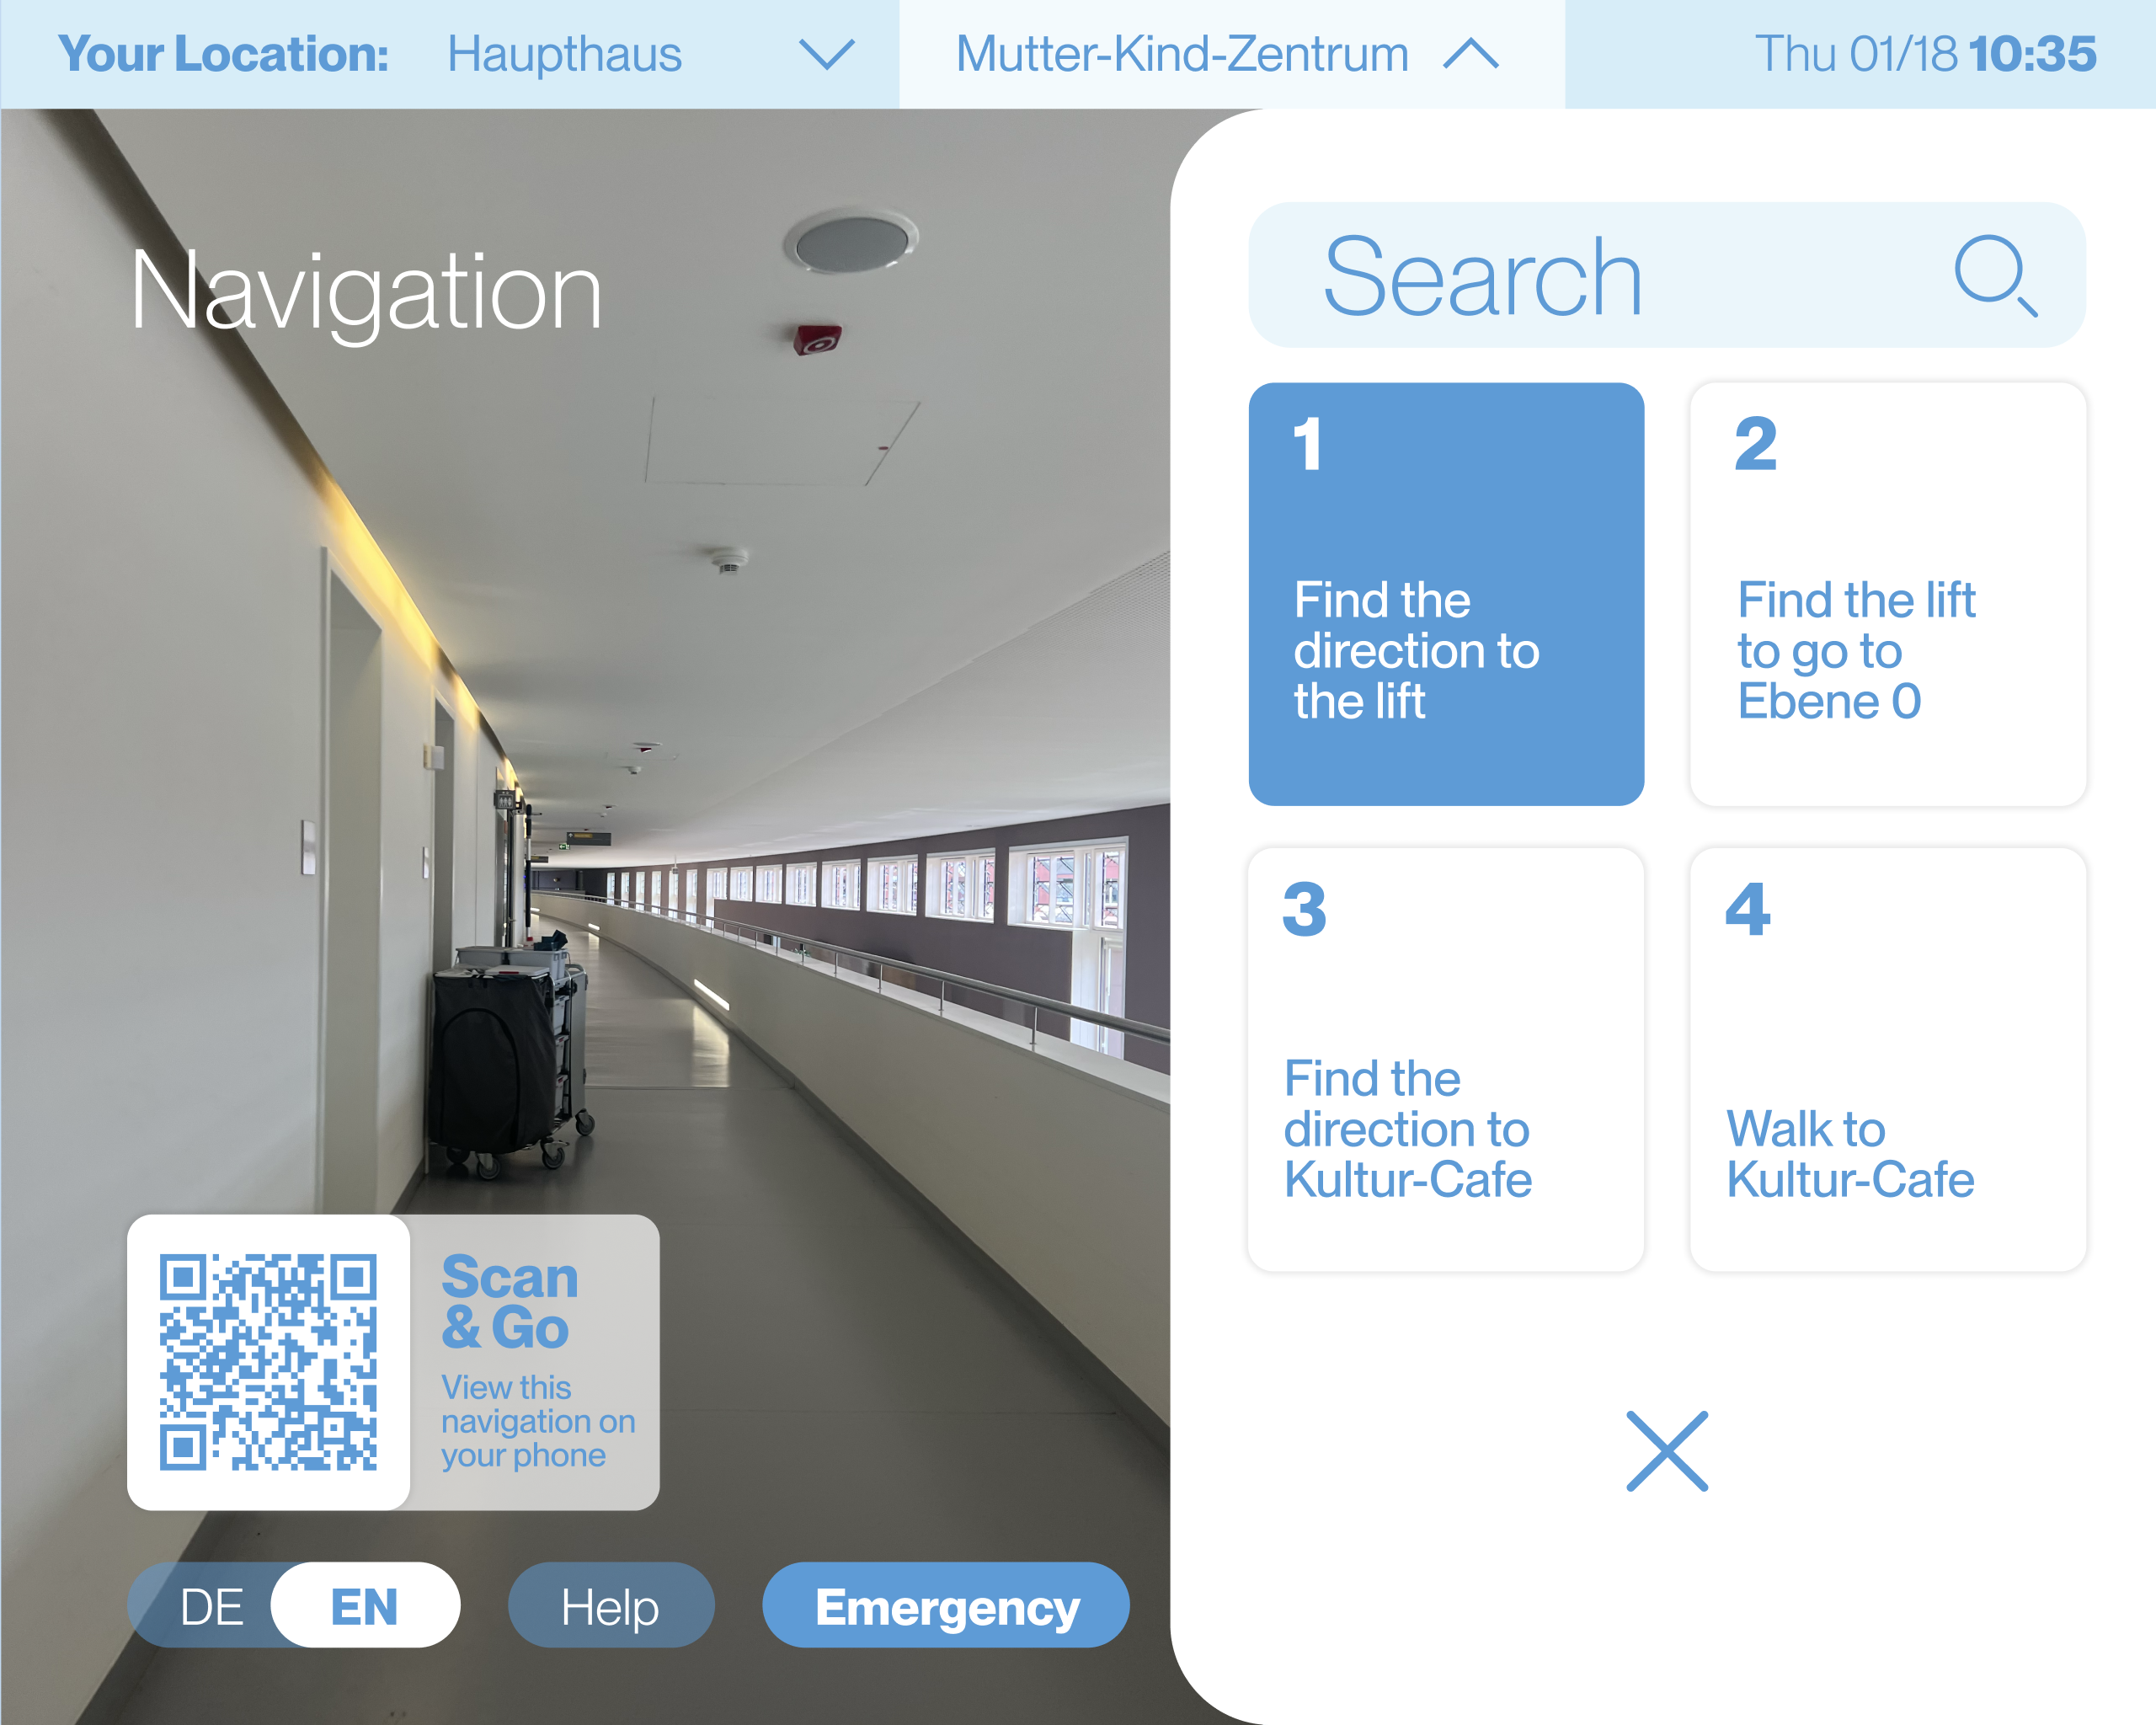 Your Location: Haupthaus Mutter-Kind-Zentrum Thu 01/18 10:35
Navigation
Search
1
Find the
direction to
the lift
2
Find the lift
to go to
Ebene 0
3
Find the
direction to
Kultur-Cafe
4
Walk to
Kultur-Cafe
Scan
& Go
View this
navigation on
your phone
DE EN Help Emergency